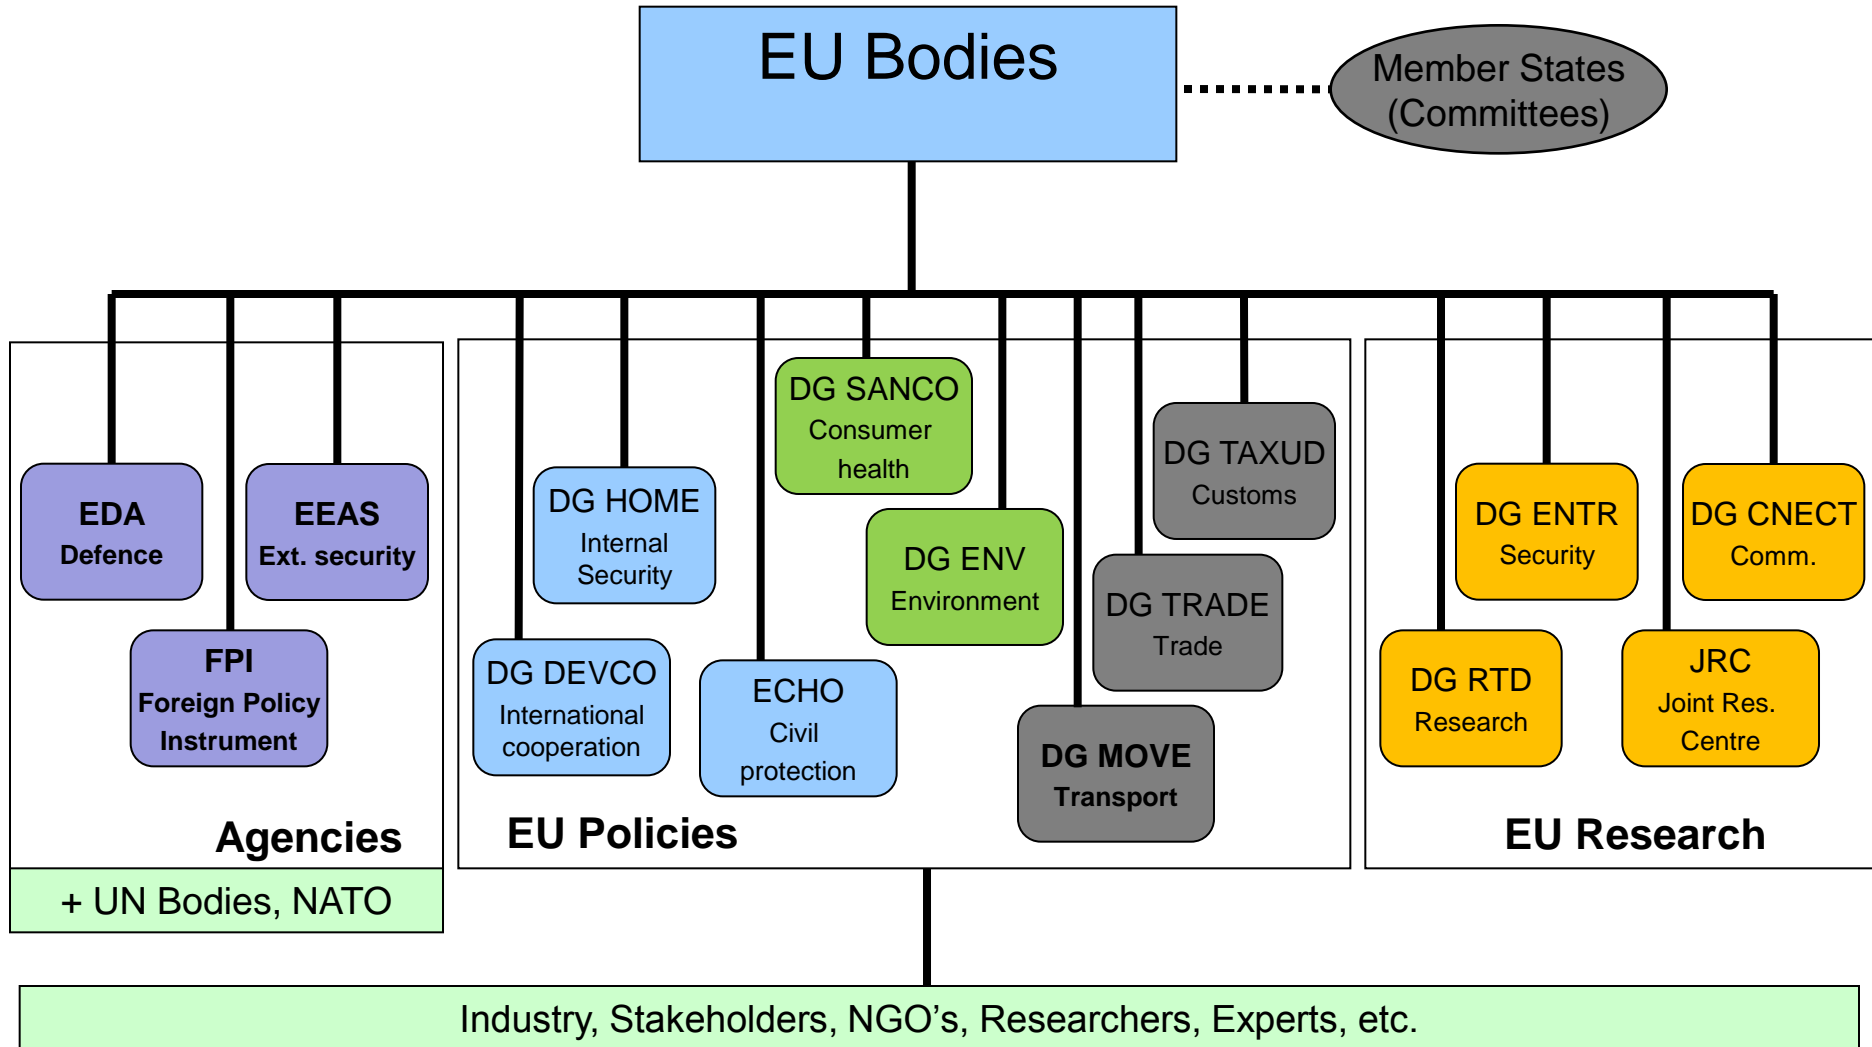 EU Bodies
Member States
(Committees)
EDA
Defence
EEAS
Ext. security
FPI
Foreign Policy
Instrument
Agencies
+ UN Bodies, NATO
DG SANCO
Consumer
health
DG HOME
Internal
Security
DG TAXUD
Customs
DG ENV
Environment
DG TRADE
Trade
DG DEVCO
International
cooperation
ECHO
Civil
protection
DG MOVE
Transport
EU Policies
DG ENTR
Security
DG CNECT
Comm.
DG RTD
Research
JRC
Joint Res.
Centre
EU Research
Industry, Stakeholders, NGO’s, Researchers, Experts, etc.